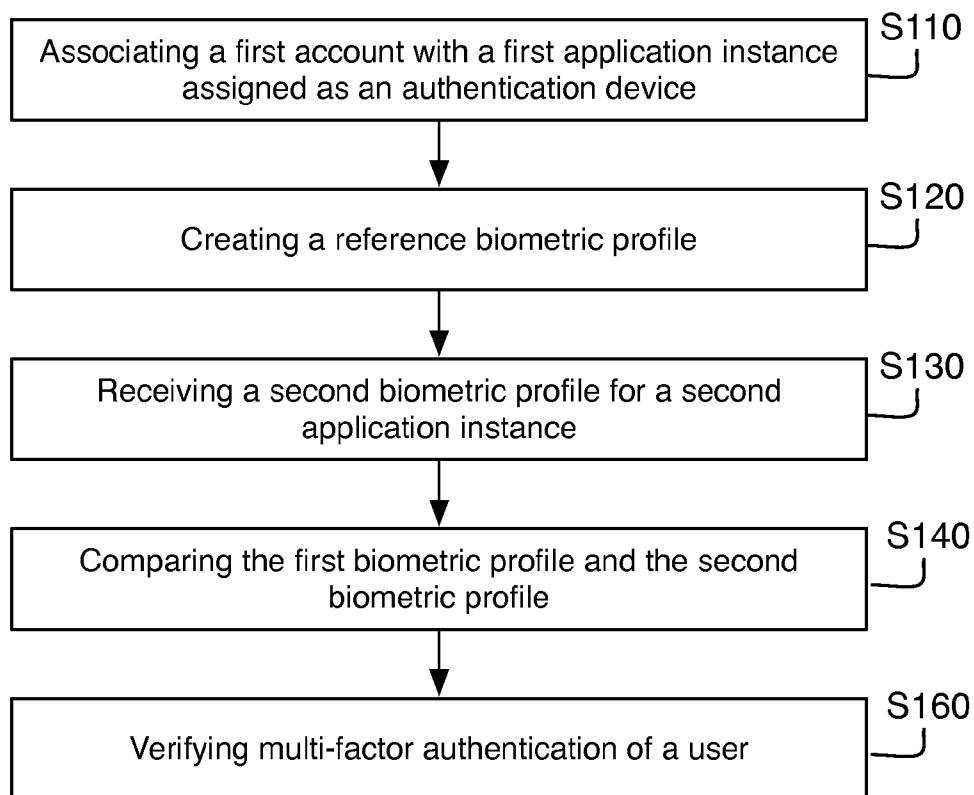 S110
Associating a first account with a first application instance
assigned as an authentication device
S120
Creating a reference biometric profile
S130
Receiving a second biometric profile for a second
application instance
S140
Comparing the first biometric profile and the second
biometric profile
S160
Verifying multi-factor authentication of a user